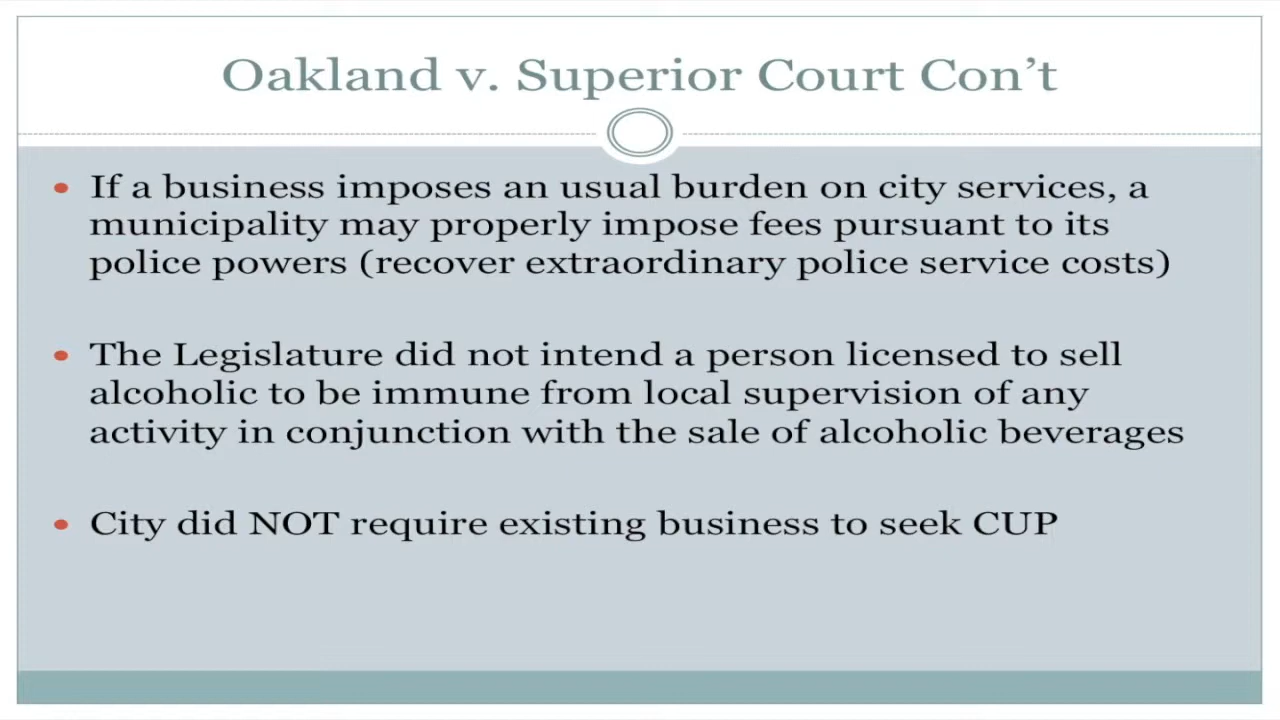 Oakland v. Superior Court Con’t
• If a business imposes an usual burden on city services, a
municipality may properly impose fees pursuant to its
police powers (recover extraordinary police service costs)
• The Legislature did not intend a person licensed to sell
alcoholic to be immune from local supervision of any
activity in conjunction with the sale of alcoholic beverages
• City did NOT require existing business to seek CUP